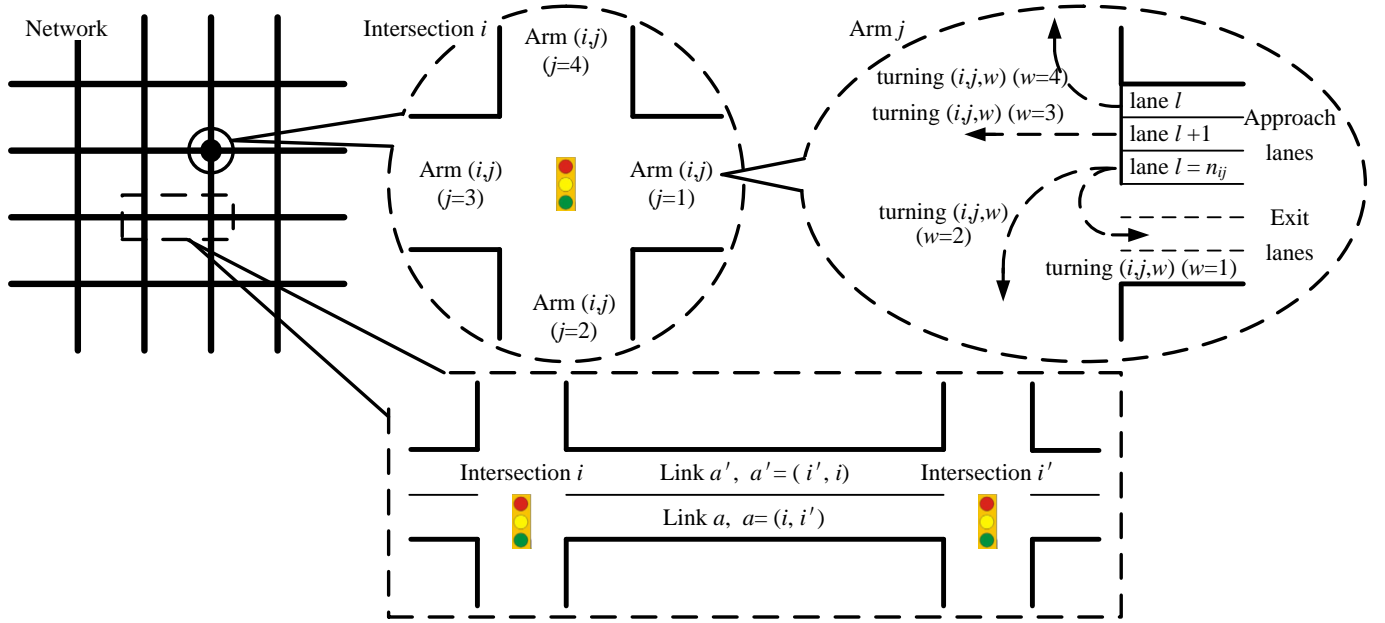 Network
Intersection i
Arm (i,j)
(j=4)
Arm (i,j)
(j=3)
Arm (i,j)
(j=1)
Arm (i,j)
(j=2)
Arm j
turning (i,j,w) (w=4)
turning (i,j,w) (w=3)
lane l
lane l +1
lane l = n_ij
Approach
lanes
turning (i,j,w)
(w=2)
Exit
lanes
turning (i,j,w) (w=1)
Intersection i
Link a′, a′= ( i′, i)
Intersection i′
Link a, a= (i, i′)